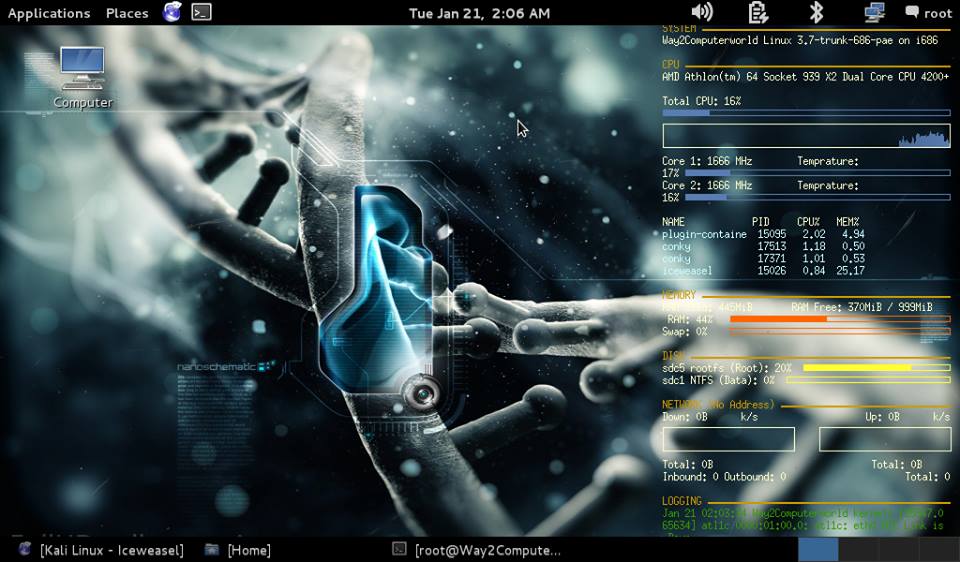 Applications Places Tue Jan 21, 2:06 AM root
Computer
SYSTEM
Way2Computerworld Linux 3.7-trunk-686-pae on i686
CPU
AMD Athlon(tm) 64 Socket 939 X2 Dual Core CPU 4200+
Total CPU: 16%
Core 1: 1666 MHz Temprature:
17%
Core 2: 1666 MHz Temprature:
16%
NAME PID CPU% MEM%
plugin-containe 15095 2.02 4.94
conky 17513 1.18 0.50
conky 17371 1.01 0.53
iceweasel 15026 0.84 25.17
MEMORY
445MiB RAM Free: 370MiB / 999MiB
RAM: 44%
Swap: 0%
DISK
sdc5 rootfs (Root): 20%
sdc1 NTFS (Data): 0%
NETWORK (No Address)
Down: 0B k/s Up: 0B k/s
Total: 0B Total: 0B
Inbound: 0 Outbound: 0 Total: 0
LOGGING
Jan 21 02:03: Way2Computerworld kernel:
65634] atl1c 0000:01:00.0: atl1c: Link is
nanoschematic
[Kali Linux - Iceweasel] [Home] [root@Way2Compute...